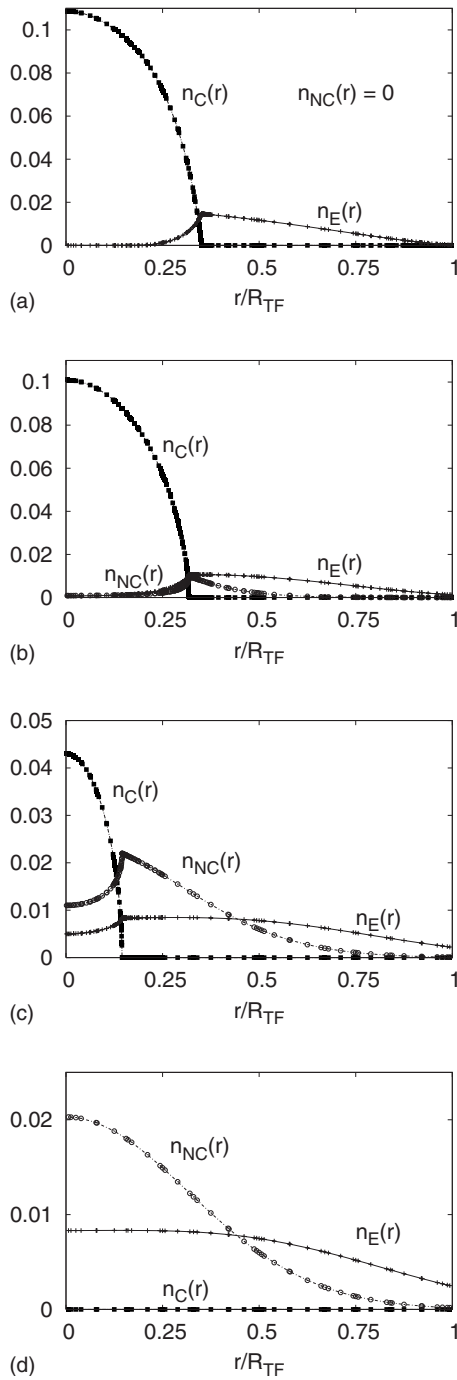 0.1
0.08
0.06
0.04
0.02
0
n_C(r)
n_NC(r) = 0
n_E(r)
0 0.25 0.5 0.75 1
r/R_TF
(a)
0.1
0.08
0.06
0.04
0.02
0
n_C(r)
n_NC(r)
n_E(r)
0 0.25 0.5 0.75 1
r/R_TF
(b)
0.05
0.04
0.03
0.02
0.01
0
n_C(r)
n_NC(r)
n_E(r)
0 0.25 0.5 0.75 1
r/R_TF
(c)
0.02
0.01
0
n_NC(r)
n_E(r)
n_C(r)
0 0.25 0.5 0.75 1
r/R_TF
(d)